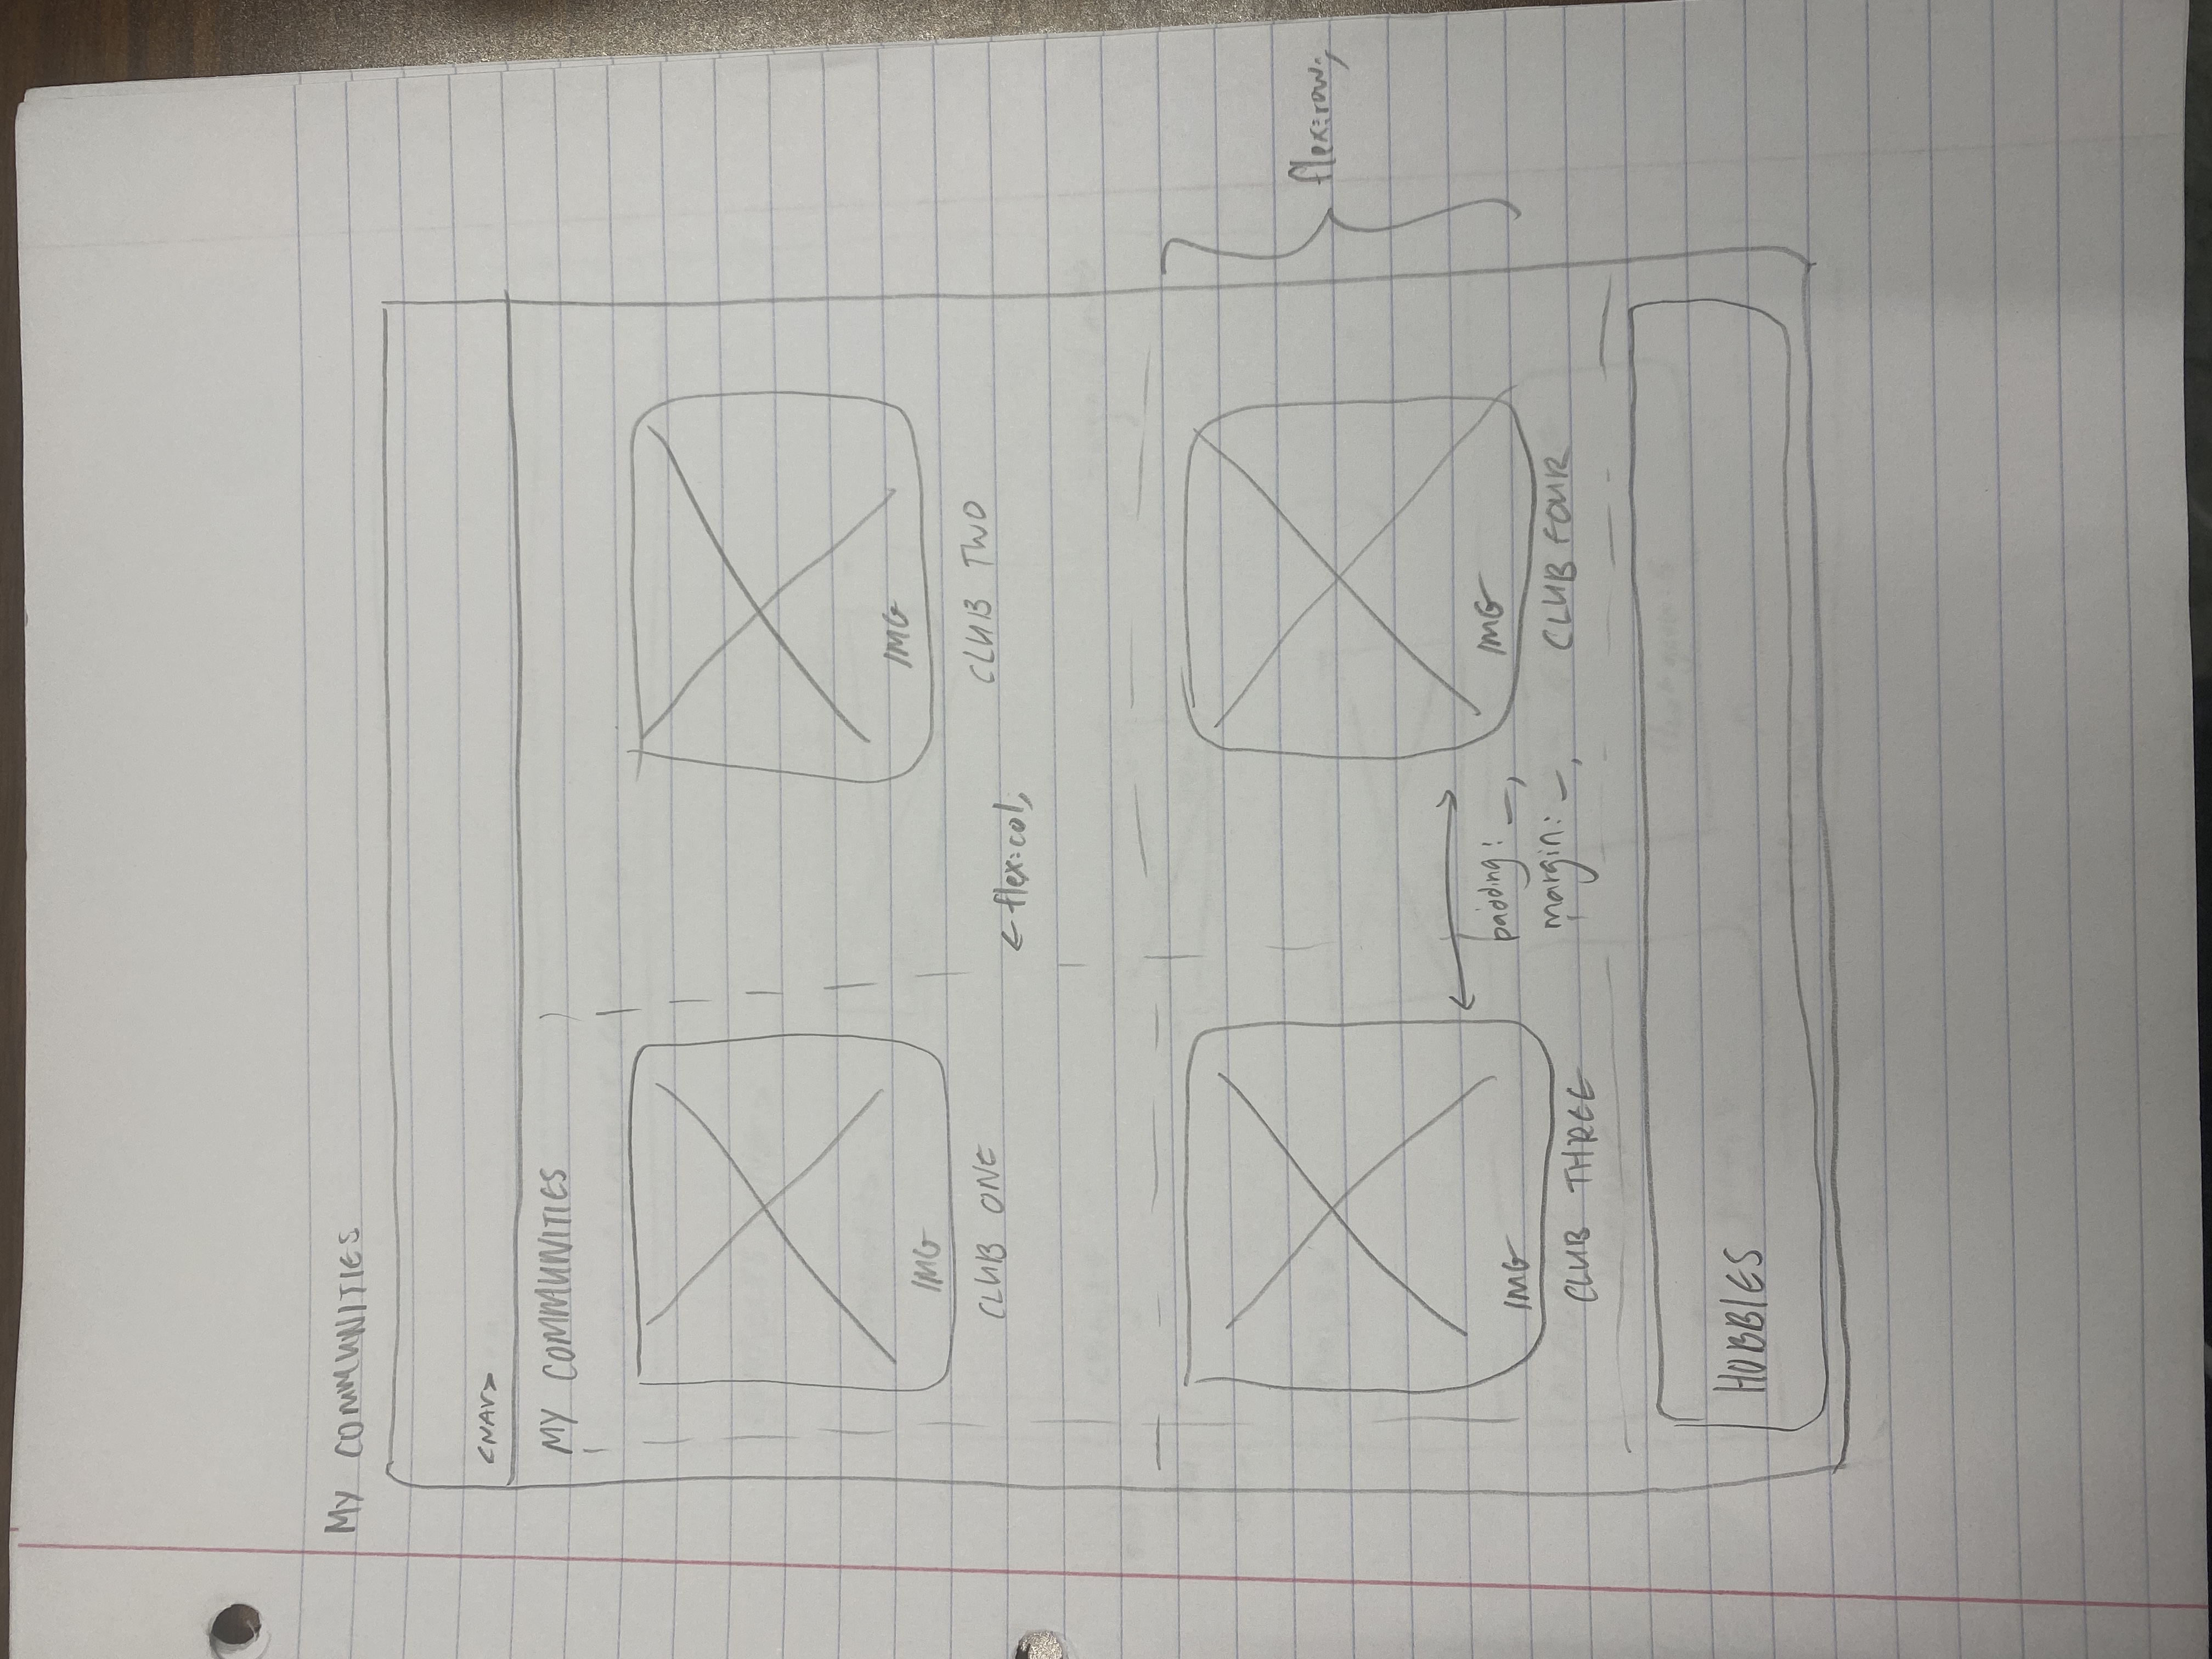 MY COMMUNITIES
<NAV>
MY COMMUNITIES
IMG
IMG
CLUB ONE
CLUB TWO
← flex:col;
flex:row;
IMG
IMG
padding: _;
margin: _;
CLUB THREE
CLUB FOUR
HOBBIES